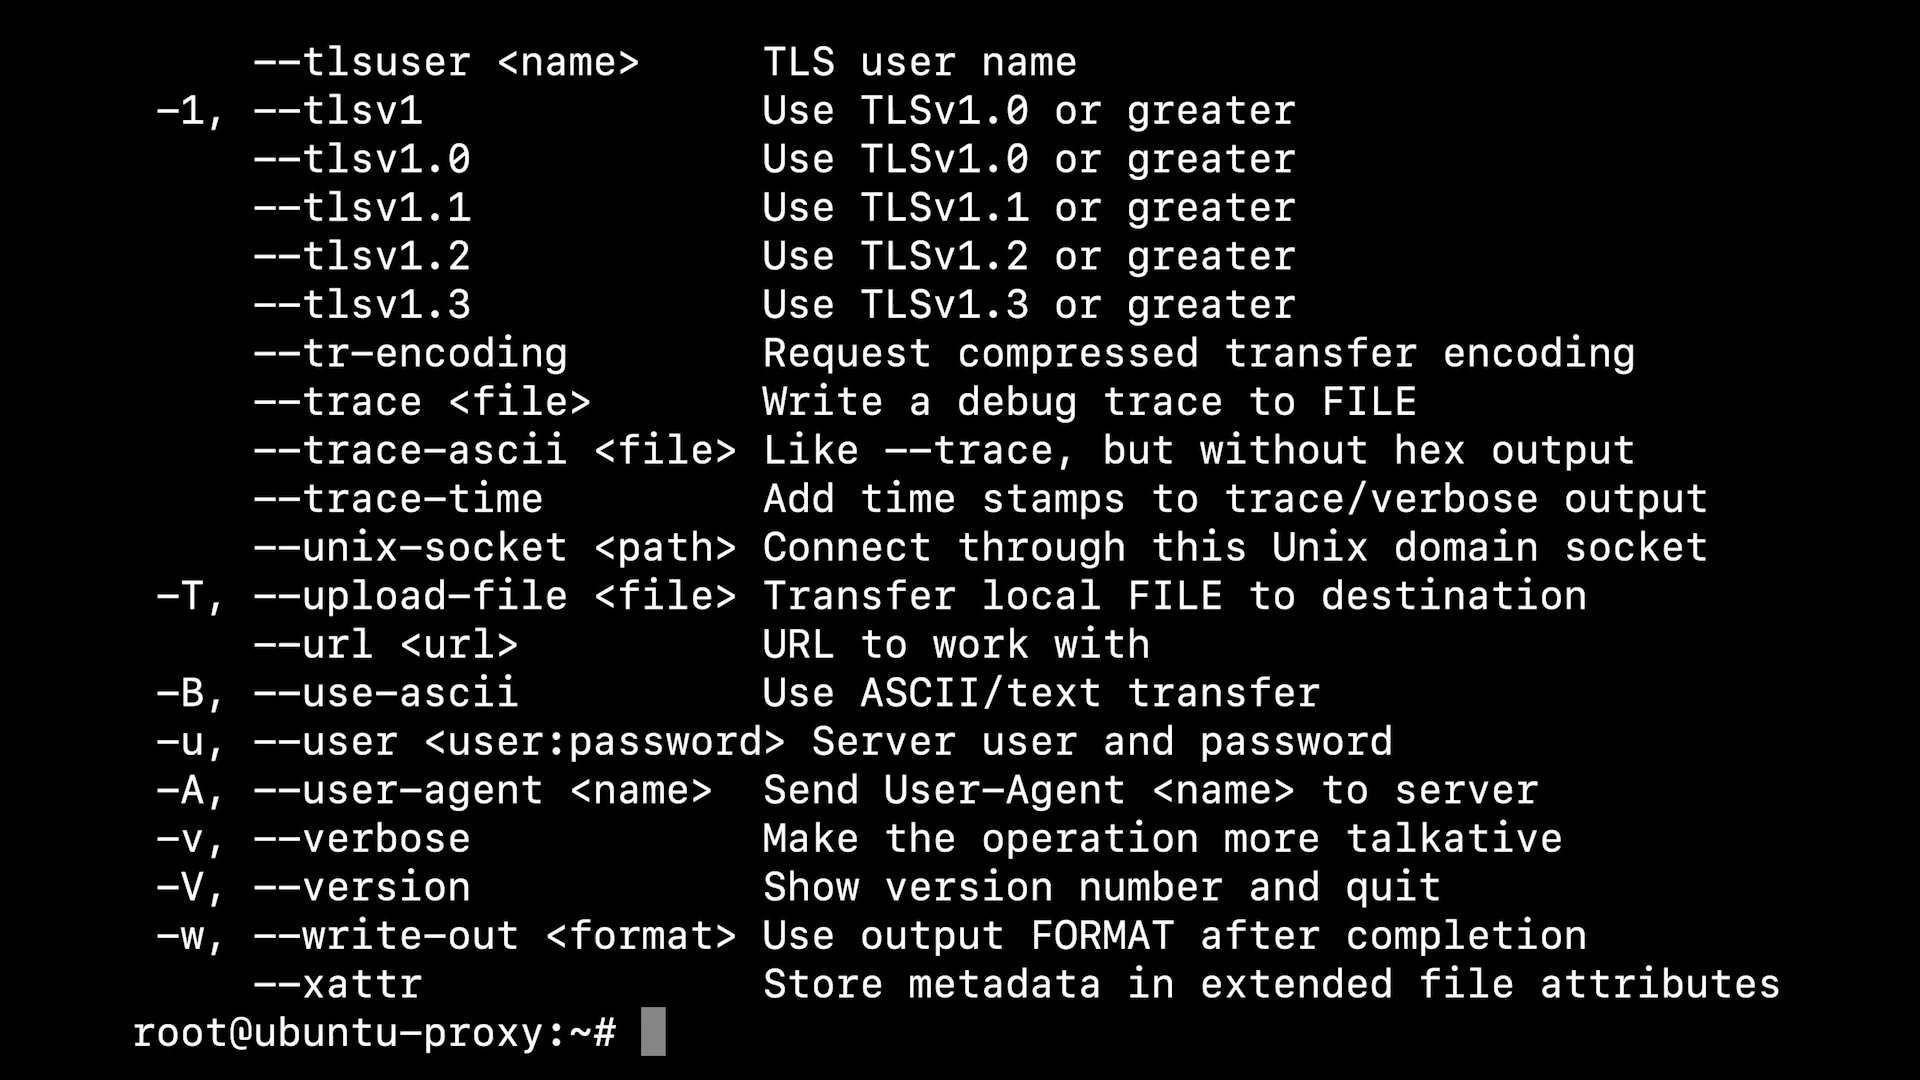 --tlsuser <name>     TLS user name
 -1, --tlsv1              Use TLSv1.0 or greater
     --tlsv1.0            Use TLSv1.0 or greater
     --tlsv1.1            Use TLSv1.1 or greater
     --tlsv1.2            Use TLSv1.2 or greater
     --tlsv1.3            Use TLSv1.3 or greater
     --tr-encoding        Request compressed transfer encoding
     --trace <file>       Write a debug trace to FILE
     --trace-ascii <file> Like --trace, but without hex output
     --trace-time         Add time stamps to trace/verbose output
     --unix-socket <path> Connect through this Unix domain socket
 -T, --upload-file <file> Transfer local FILE to destination
     --url <url>          URL to work with
 -B, --use-ascii          Use ASCII/text transfer
 -u, --user <user:password> Server user and password
 -A, --user-agent <name>  Send User-Agent <name> to server
 -v, --verbose            Make the operation more talkative
 -V, --version            Show version number and quit
 -w, --write-out <format> Use output FORMAT after completion
     --xattr              Store metadata in extended file attributes
root@ubuntu-proxy:~#